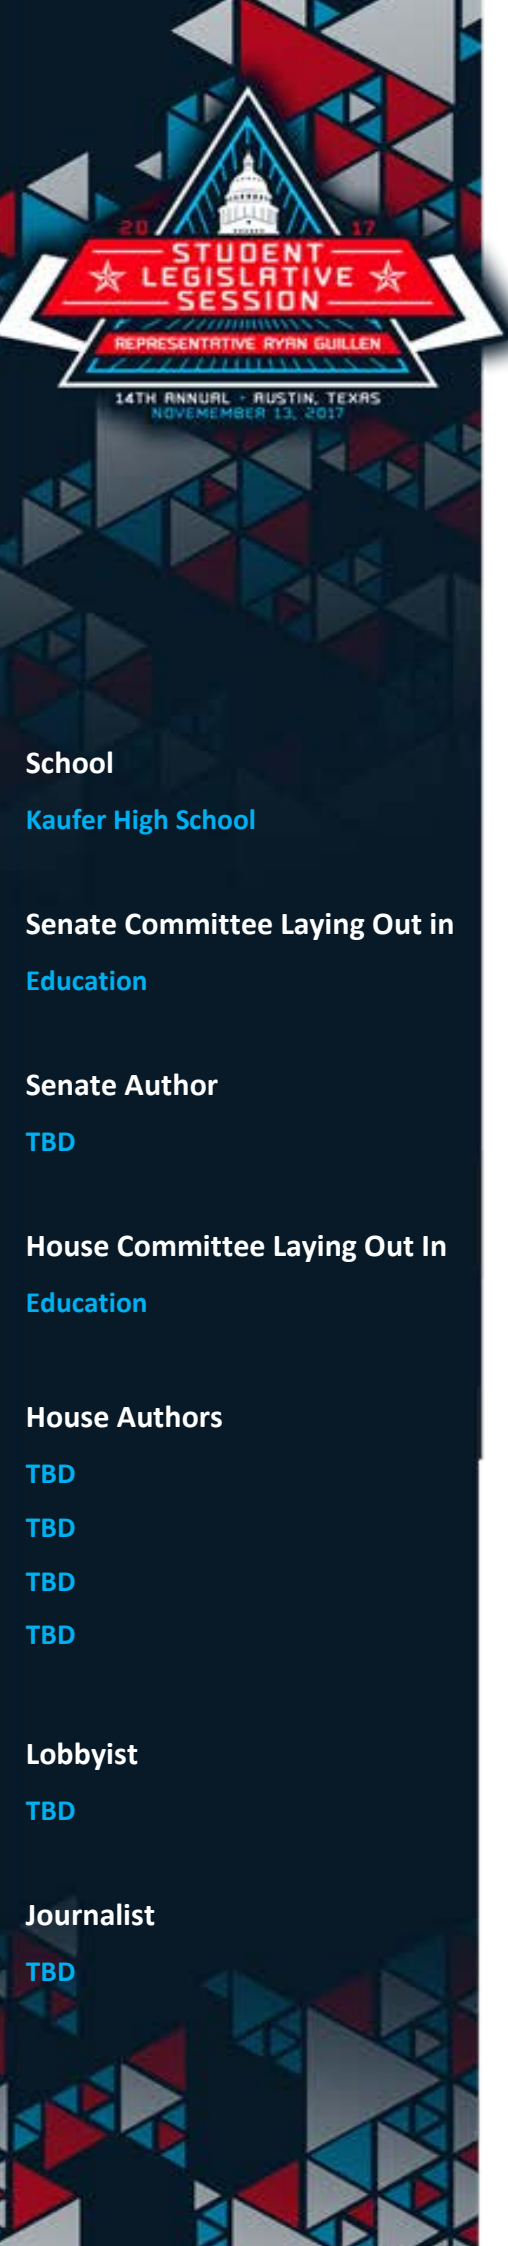 20 17
STUDENT
LEGISLATIVE
SESSION
REPRESENTATIVE RYAN GUILLEN
14TH ANNUAL - AUSTIN, TEXAS
NOVEMEMBER 13, 2017
School
Kaufer High School
Senate Committee Laying Out in
Education
Senate Author
TBD
House Committee Laying Out In
Education
House Authors
TBD
TBD
TBD
TBD
Lobbyist
TBD
Journalist
TBD